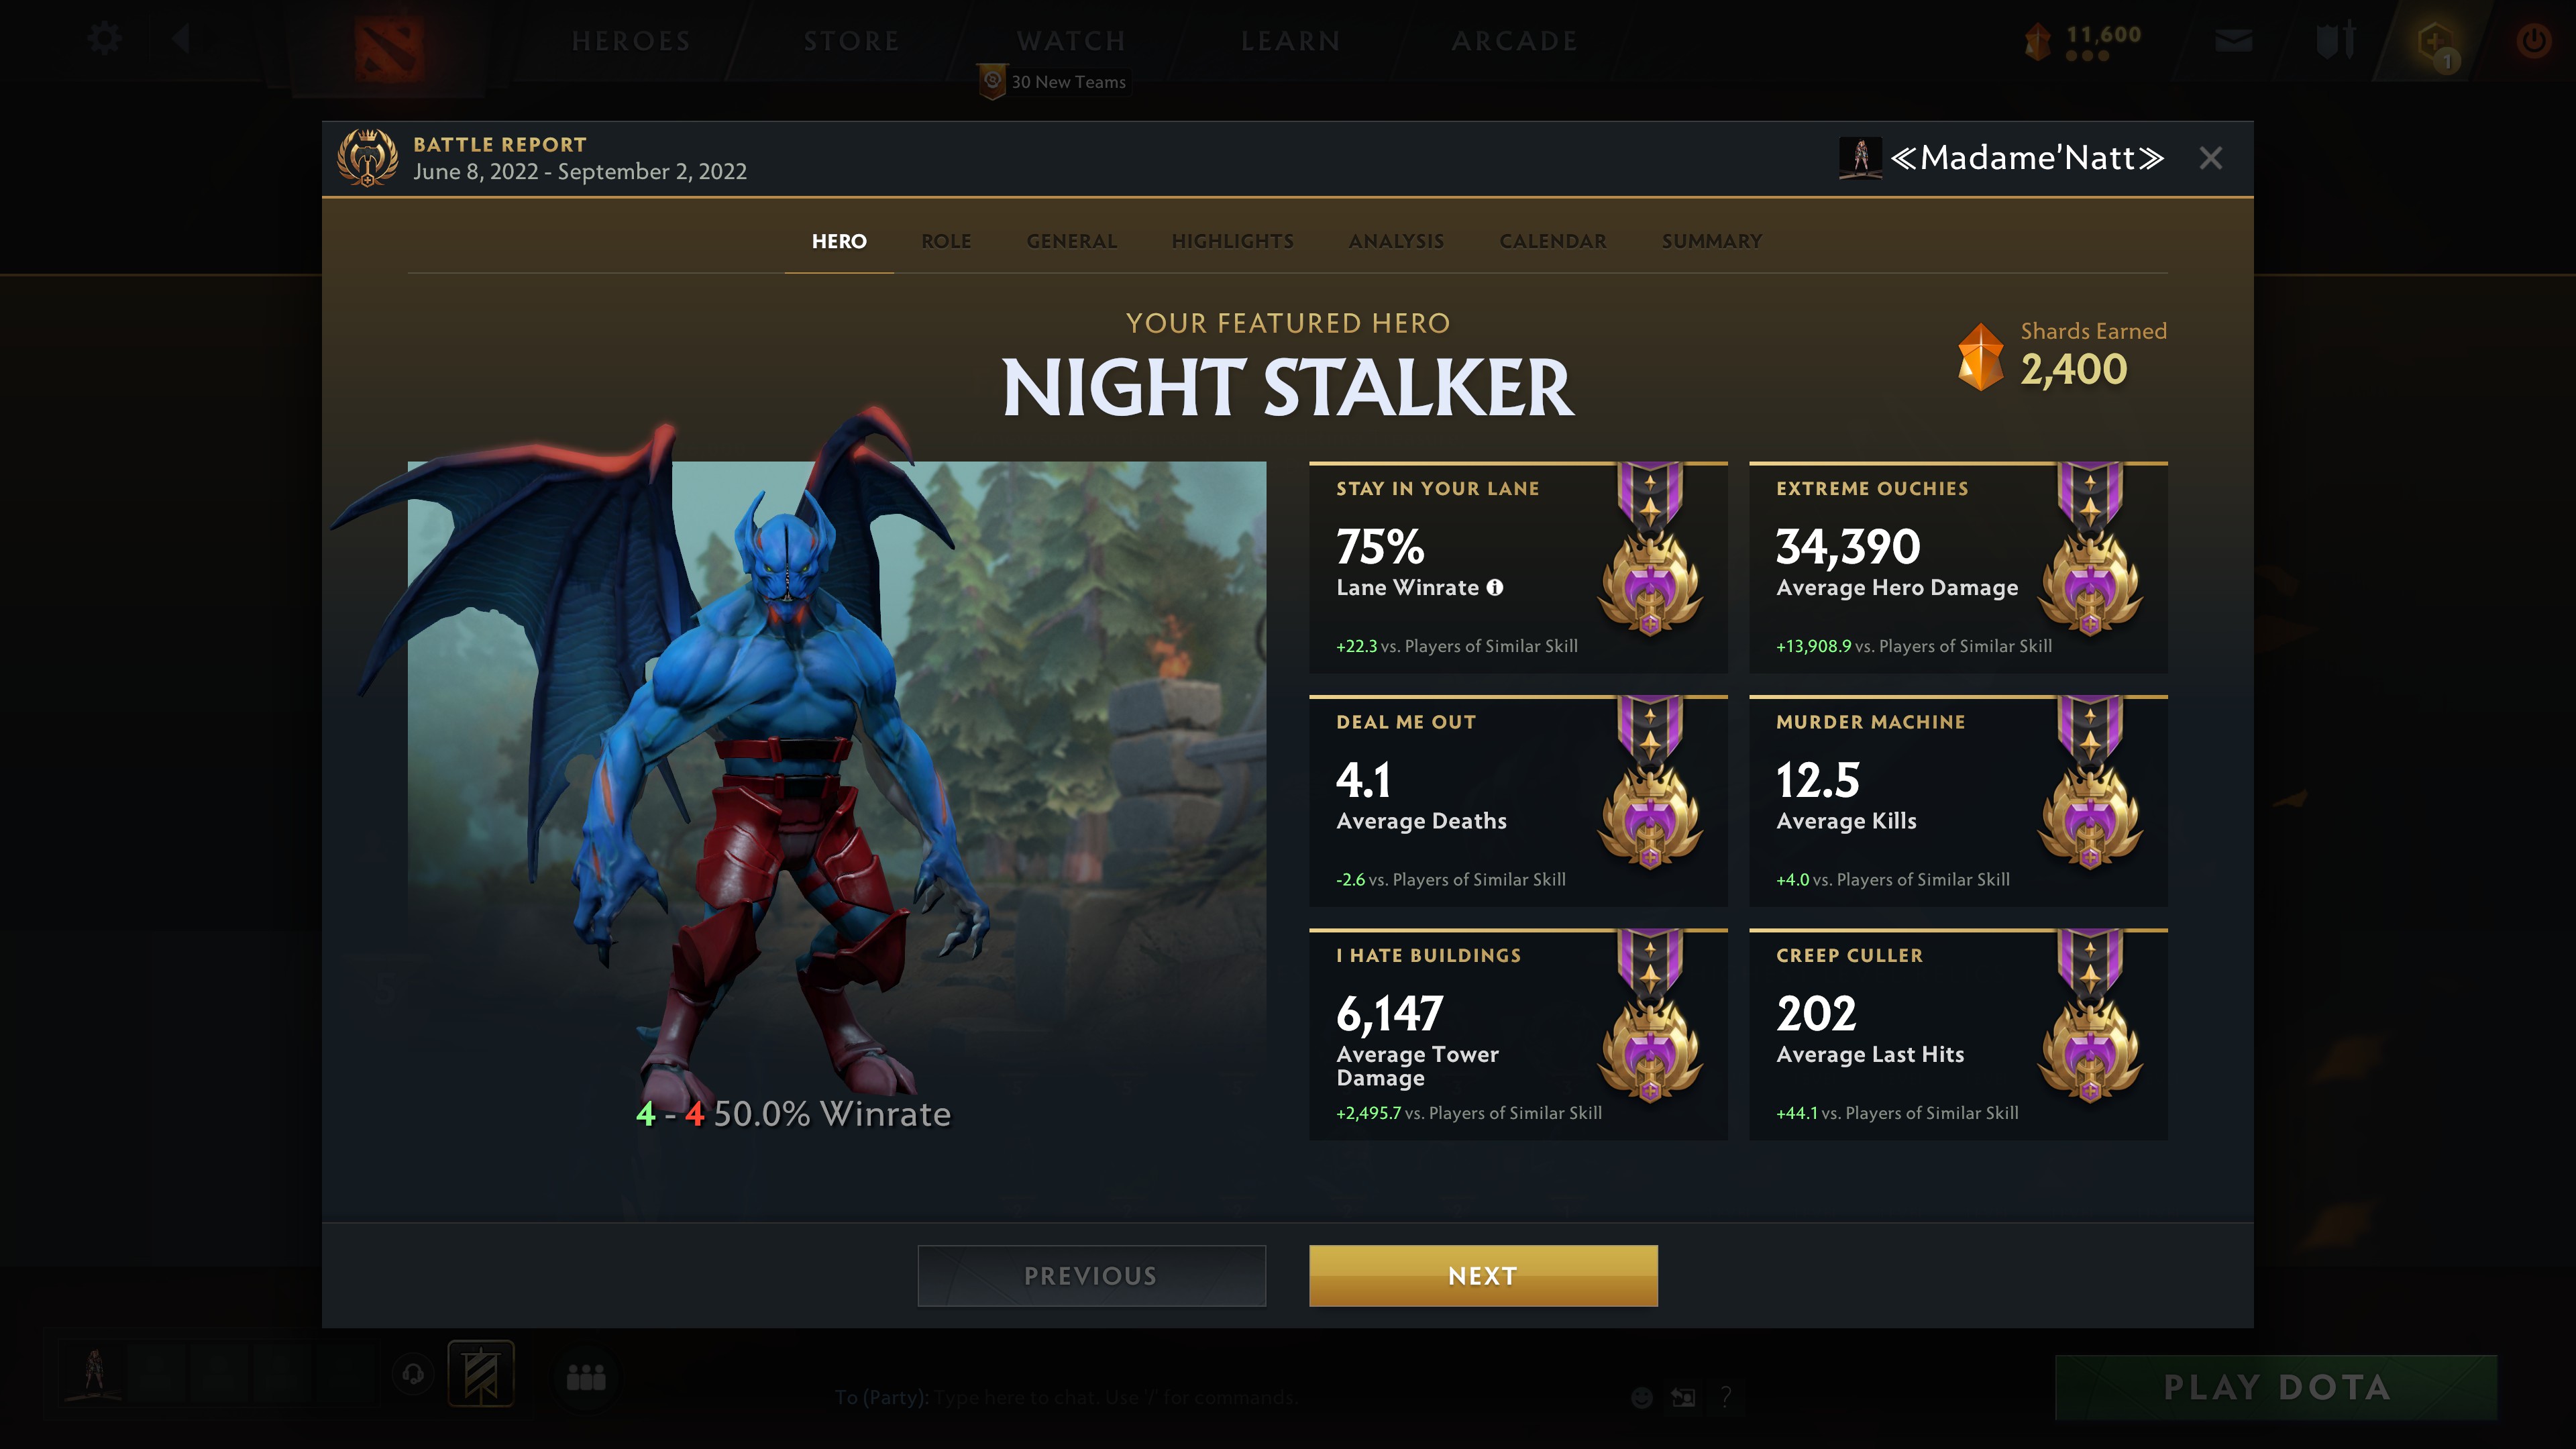 HEROES
STORE
WATCH
LEARN
ARCADE
11,600
1
30 New Teams
BATTLE REPORT
June 8, 2022 - September 2, 2022
≪Madame'Natt≫
HERO
ROLE
GENERAL
HIGHLIGHTS
ANALYSIS
CALENDAR
SUMMARY
YOUR FEATURED HERO
NIGHT STALKER
Shards Earned
2,400
STAY IN YOUR LANE
75%
Lane Winrate
+22.3 vs. Players of Similar Skill
EXTREME OUCHIES
34,390
Average Hero Damage
+13,908.9 vs. Players of Similar Skill
DEAL ME OUT
4.1
Average Deaths
-2.6 vs. Players of Similar Skill
MURDER MACHINE
12.5
Average Kills
+4.0 vs. Players of Similar Skill
I HATE BUILDINGS
6,147
Average Tower
Damage
+2,495.7 vs. Players of Similar Skill
CREEP CULLER
202
Average Last Hits
+44.1 vs. Players of Similar Skill
4 - 4 50.0% Winrate
PREVIOUS
NEXT
To (Party): Type here to chat. Use '/' for commands.
?
PLAY DOTA